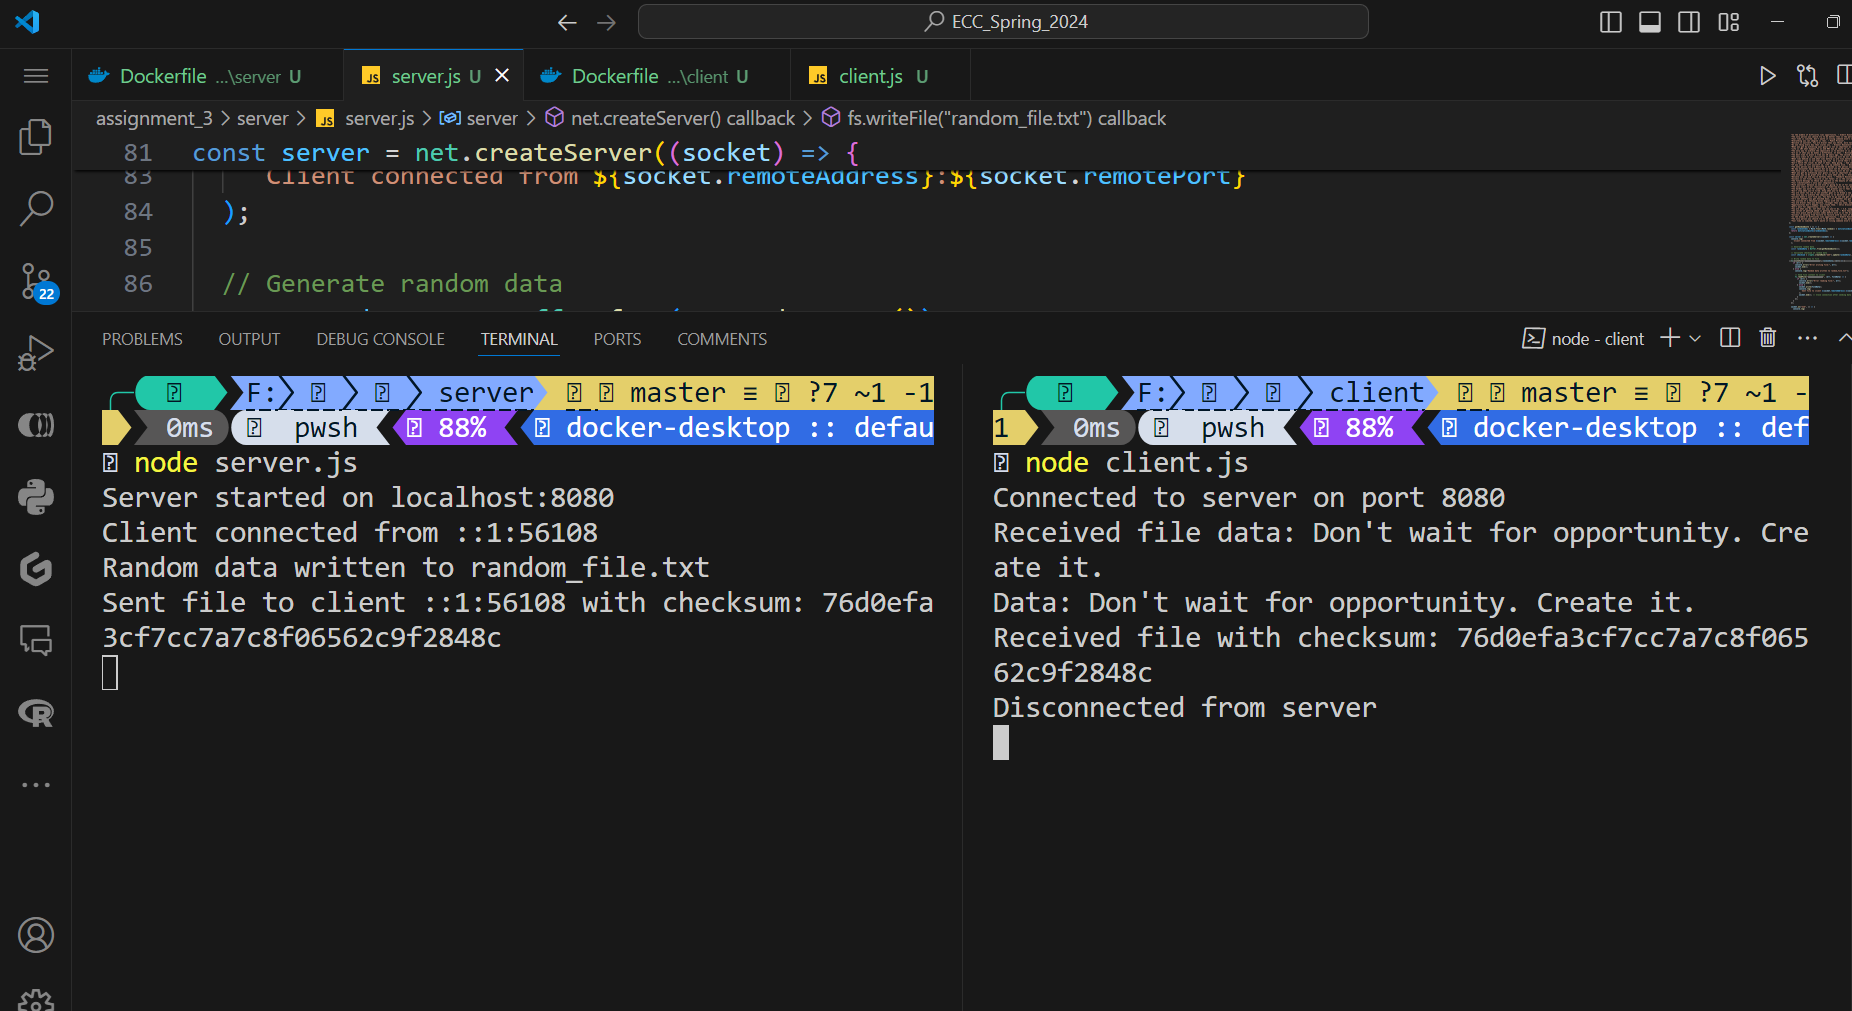 ECC_Spring_2024
Dockerfile ...\server U
server.js U
Dockerfile ...\client U
JS client.js U
assignment_3 > server > JS server.js > server > net.createServer() callback > fs.writeFile("random_file.txt") callback
81 const server = net.createServer((socket) => {
83 Client connected from ${socket.remoteAddress}:${socket.remotePort}
84 );
85
86 // Generate random data
22
PROBLEMS OUTPUT DEBUG CONSOLE TERMINAL PORTS COMMENTS
node - client
F: server master ≡ ?7 ~1 -1
0ms pwsh 88% docker-desktop :: defau
node server.js
Server started on localhost:8080
Client connected from ::1:56108
Random data written to random_file.txt
Sent file to client ::1:56108 with checksum: 76d0efa
3cf7cc7a7c8f06562c9f2848c
F: client master ≡ ?7 ~1 -
1 0ms pwsh 88% docker-desktop :: def
node client.js
Connected to server on port 8080
Received file data: Don't wait for opportunity. Cre
ate it.
Data: Don't wait for opportunity. Create it.
Received file with checksum: 76d0efa3cf7cc7a7c8f065
62c9f2848c
Disconnected from server